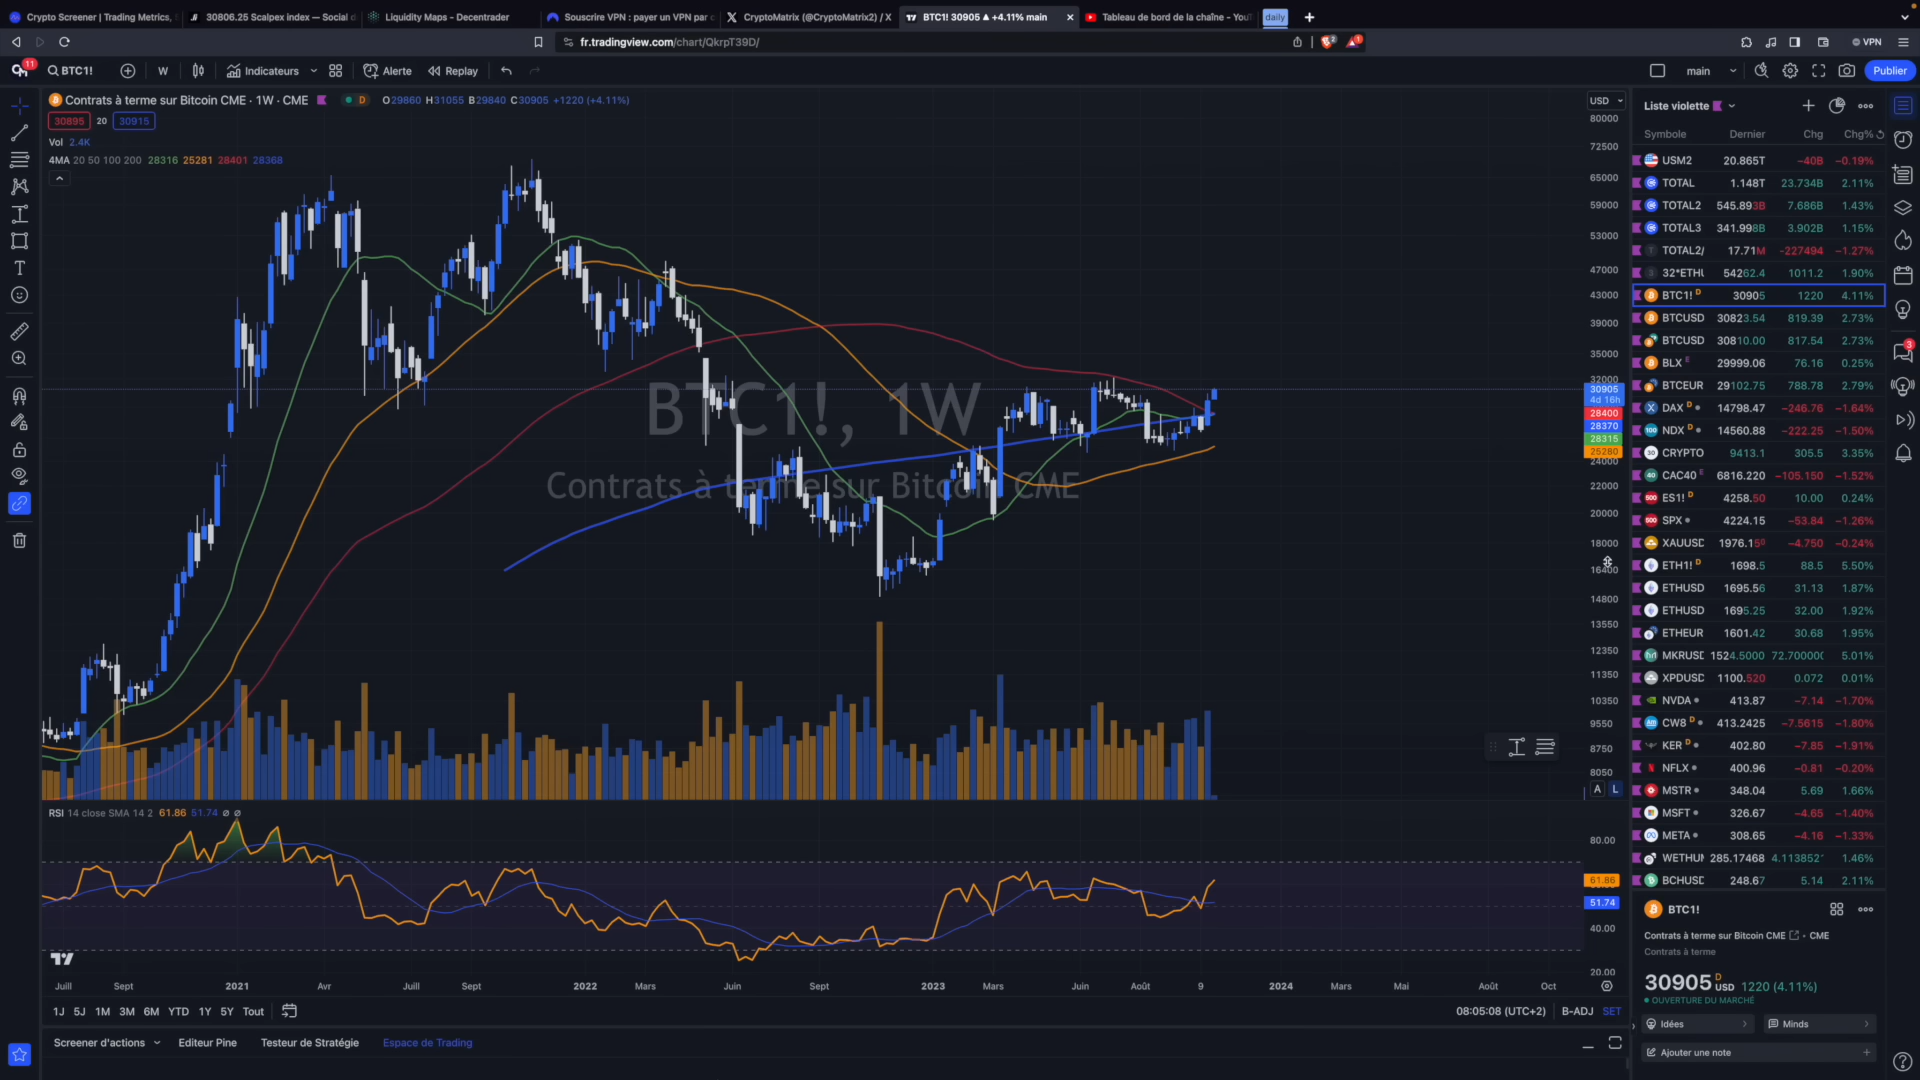 Crypto Screener | Trading Metrics,
30806.25 Scalpex index — Social d
Liquidity Maps - Decentrader
Souscrire VPN : payer un VPN par c
CryptoMatrix (@CryptoMatrix2) / X
BTC1! 30905 ▲ +4.11% main
Tableau de bord de la chaîne - YouT
daily
fr.tradingview.com/chart/QkrpT39D/
2
1
VPN
11
BTC1!
W
Indicateurs
Alerte
Replay
main
Publier
Contrats à terme sur Bitcoin CME · 1W · CME
D
O29860 H31055 B29840 C30905 +1220 (+4.11%)
30895
20
30915
Vol 2.4K
4MA 20 50 100 200 28316 25281 28401 28368
BTC1!, 1W
Contrats à terme sur Bitcoin CME
USD
80000
72500
65000
59000
53000
47000
43000
39000
35000
32000
30905
4d 16h
28400
28370
28315
25280
24000
22000
20000
18000
16400
14800
13550
12350
11350
10350
9550
8750
8050
A L
RSI 14 close SMA 14 2 61.86 51.74 ø ø
80.00
61.86
51.74
40.00
20.00
Juill
Sept
2021
Avr
Juill
Sept
2022
Mars
Juin
Sept
2023
Mars
Juin
Août
9
2024
Mars
Mai
Août
Oct
1J 5J 1M 3M 6M YTD 1Y 5Y Tout
08:05:08 (UTC+2) B-ADJ SET
Screener d'actions
Editeur Pine
Testeur de Stratégie
Espace de Trading
Liste violette
Symbole Dernier Chg Chg%
USM2 20.865T −40B −0.19%
TOTAL 1.148T 23.734B 2.11%
TOTAL2 545.893B 7.686B 1.43%
TOTAL3 341.998B 3.902B 1.15%
TOTAL2/ 17.71M −227494 −1.27%
32*ETHU 54262.4 1011.2 1.90%
BTC1! D 30905 1220 4.11%
BTCUSD 30823.54 819.39 2.73%
BTCUSD 30810.00 817.54 2.73%
BLX E 29999.06 76.16 0.25%
BTCEUR 29102.75 788.78 2.79%
DAX D 14798.47 −246.76 −1.64%
NDX D 14560.88 −222.25 −1.50%
CRYPTO 9413.1 305.5 3.35%
CAC40 E 6816.220 −105.150 −1.52%
ES1! D 4258.50 10.00 0.24%
SPX 4224.15 −53.84 −1.26%
XAUUSD 1976.150 −4.750 −0.24%
ETH1! D 1698.5 88.5 5.50%
ETHUSD 1695.56 31.13 1.87%
ETHUSD 1695.25 32.00 1.92%
ETHEUR 1601.42 30.68 1.95%
MKRUSD 1524.5000 72.70000 5.01%
XPDUSD 1100.520 0.072 0.01%
NVDA 413.87 −7.14 −1.70%
CW8 D 413.2425 −7.5615 −1.80%
KER D 402.80 −7.85 −1.91%
NFLX 400.96 −0.81 −0.20%
MSTR 348.04 5.69 1.66%
MSFT 326.67 −4.65 −1.40%
META 308.65 −4.16 −1.33%
WETHUS 285.17468 4.113852 1.46%
BCHUSD 248.67 5.14 2.11%
BTC1!
Contrats à terme sur Bitcoin CME · CME
Contrats à terme
30905 D USD 1220 (4.11%)
OUVERTURE DU MARCHÉ
Idées
Minds
Ajouter une note
3